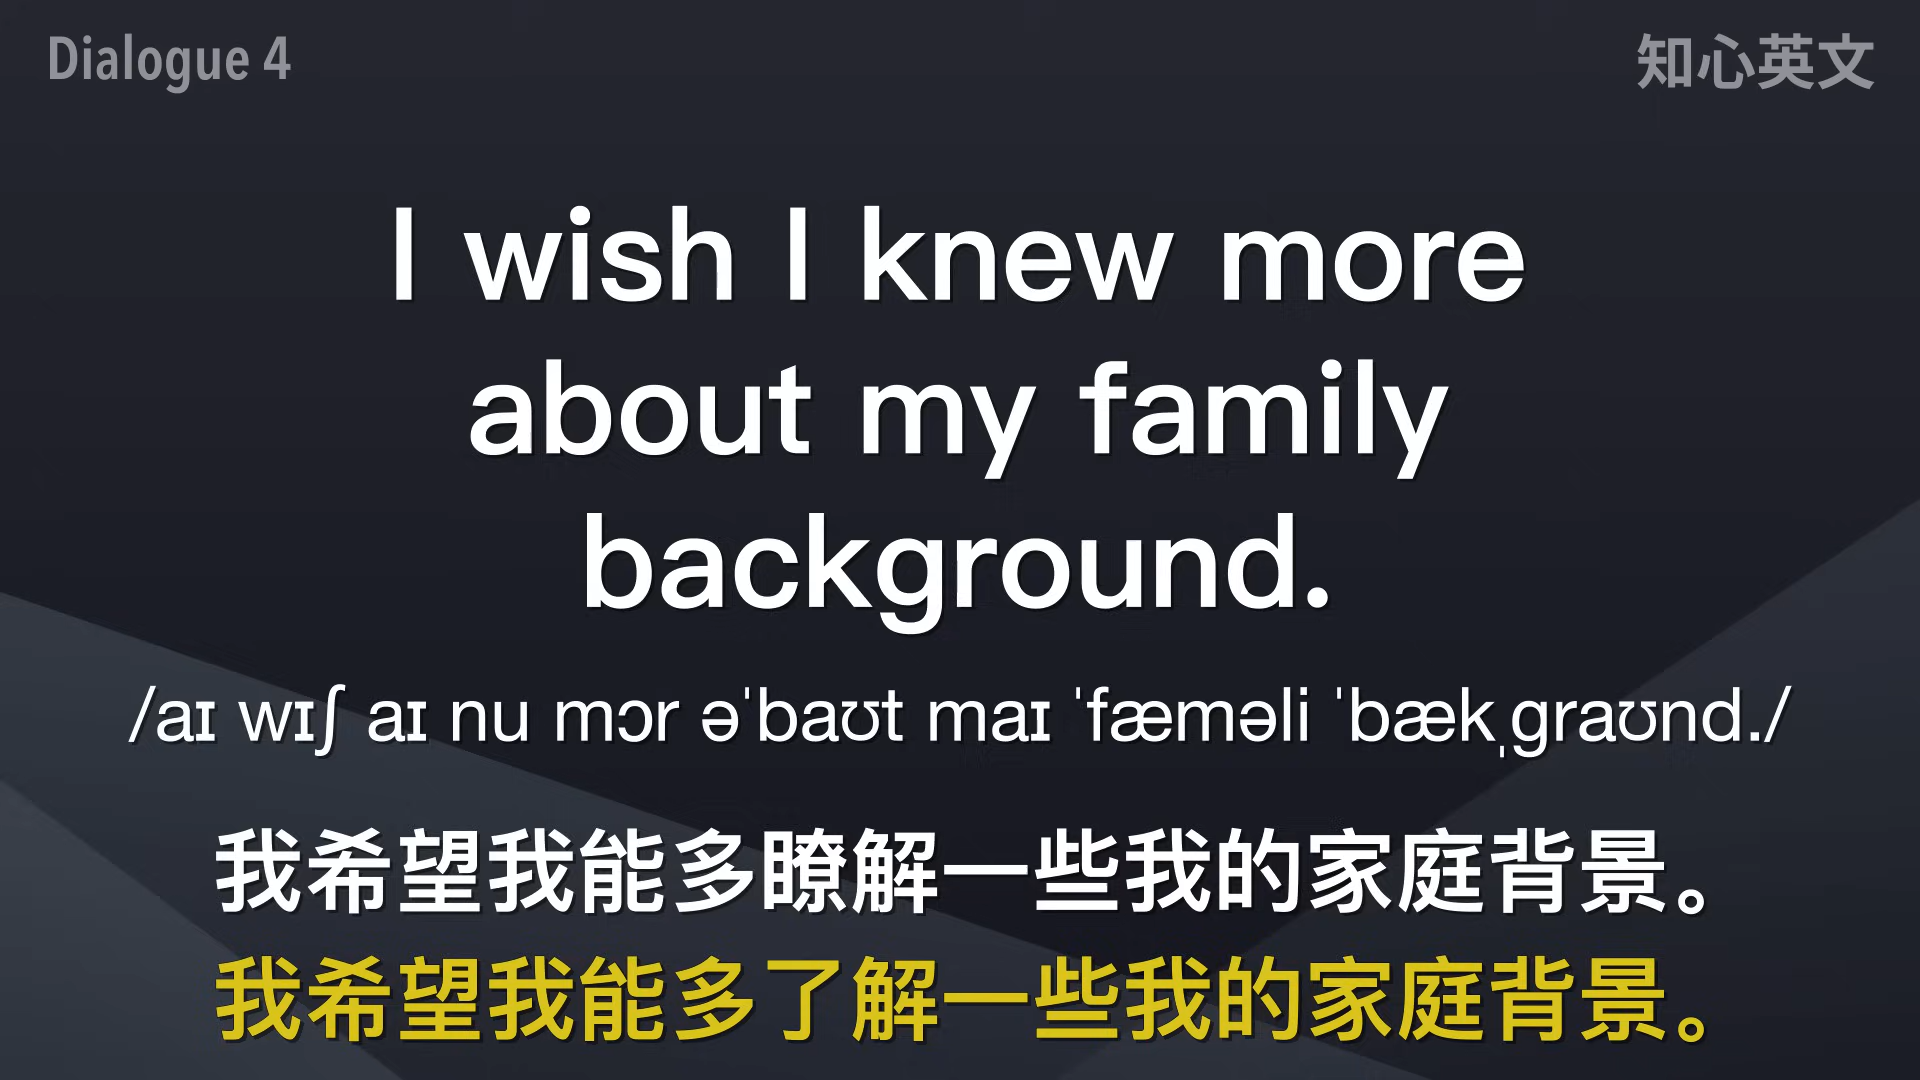 Dialogue 4
知心英文
I wish I knew more
about my family
background.
/aɪ wɪʃ aɪ nu mɔr əˈbaʊt maɪ ˈfæməli ˈbækˌgraʊnd./
我希望我能多瞭解一些我的家庭背景。
我希望我能多了解一些我的家庭背景。